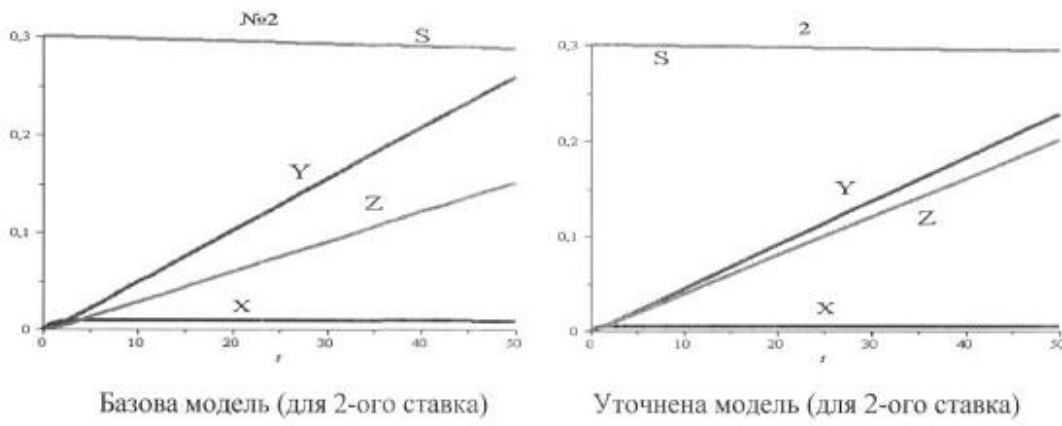 №2
0,3
S
0,2
Y
Z
0,1
X
0
0 10 20 30 40 50
r
Базова модель (для 2-ого ставка)
2
0,3
S
0,2
Y
Z
0,1
X
0
0 10 20 30 40 50
r
Уточнена модель (для 2-ого ставка)